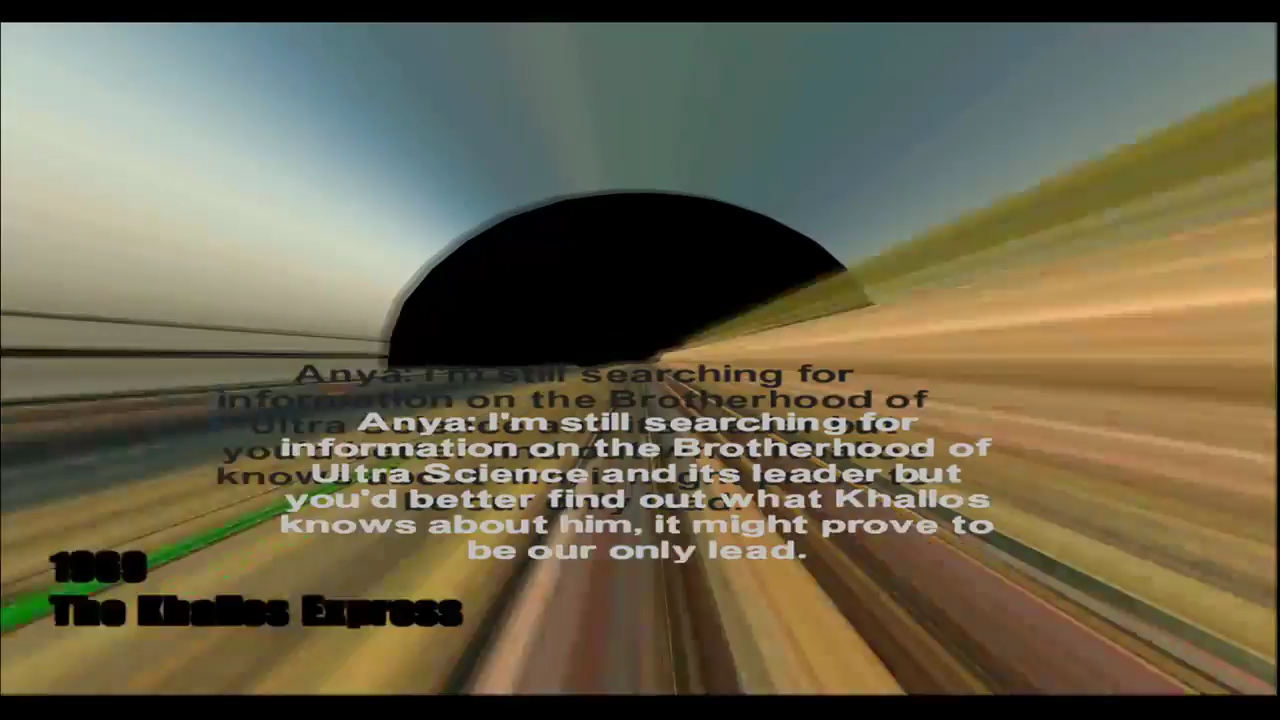 Anya: I'm still searching for
information on the Brotherhood of
Ultra Science and its leader but
you'd better find out what Khallos
knows about him, it might prove to
be our only lead.
1969
The Khallos Express